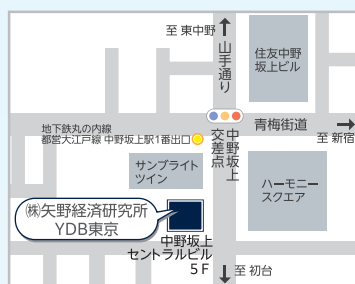 至 東中野
山手通り
住友中野
坂上ビル
青梅街道
至 新宿
地下鉄丸の内線
都営大江戸線 中野坂上駅1番出口
中野坂上
交差点
サンブライト
ツイン
ハーモニー
スクエア
㈱矢野経済研究所
YDB東京
中野坂上
セントラルビル
5F
至 初台